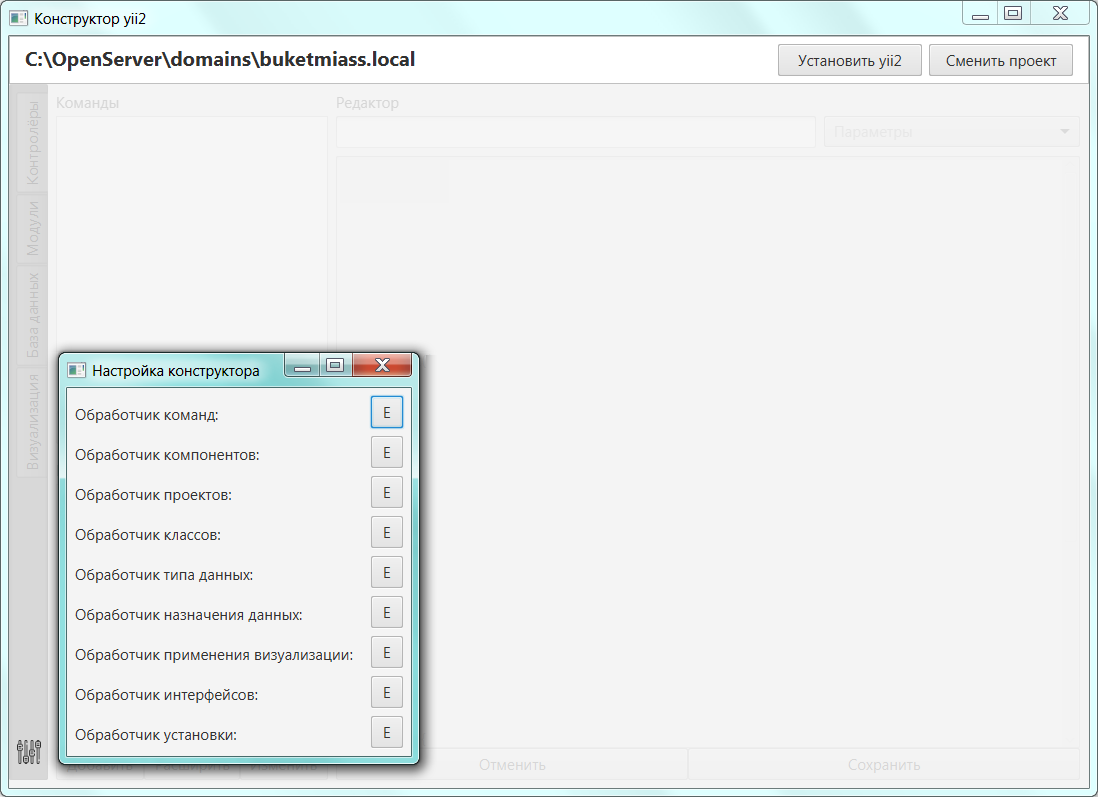 Конструктор yii2
C:\OpenServer\domains\buketmiass.local
Установить yii2
Сменить проект
Команды
Редактор
Параметры
Контролёры
Модули
База данных
Визуализация
Настройка конструктора
Обработчик команд:
E
Обработчик компонентов:
E
Обработчик проектов:
E
Обработчик классов:
E
Обработчик типа данных:
E
Обработчик назначения данных:
E
Обработчик применения визуализации:
E
Обработчик интерфейсов:
E
Обработчик установки:
E
Отменить
Сохранить